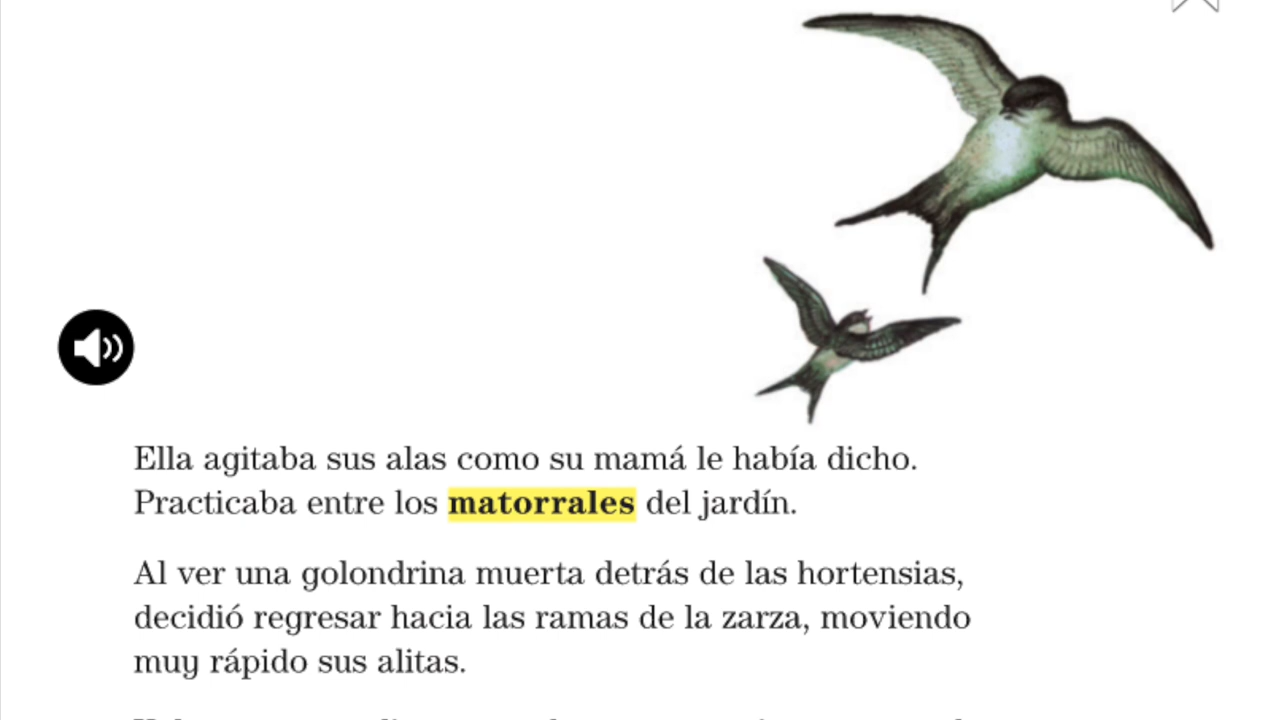 Ella agitaba sus alas como su mamá le había dicho.
Practicaba entre los matorrales del jardín.
Al ver una golondrina muerta detrás de las hortensias,
decidió regresar hacia las ramas de la zarza, moviendo
muy rápido sus alitas.